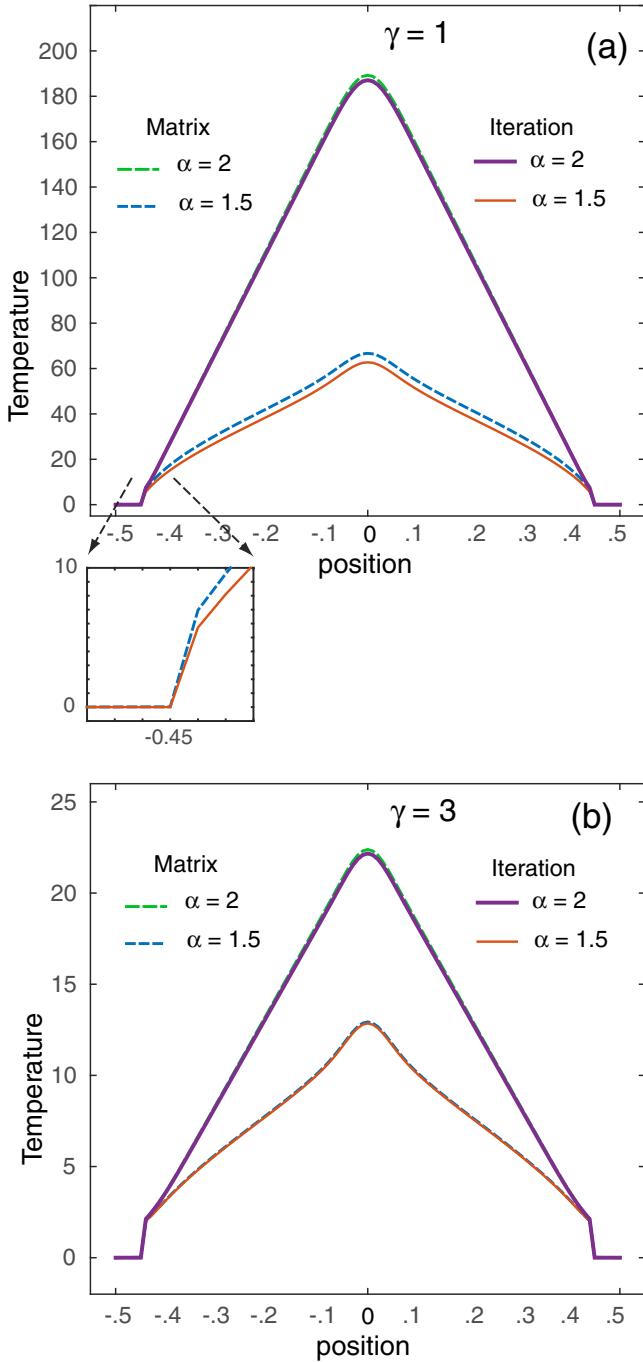 γ = 1
(a)
200
180
160
140
120
100
80
60
40
20
0
Temperature
Matrix
α = 2
α = 1.5
Iteration
α = 2
α = 1.5
-.5 -.4 -.3 -.2 -.1 0 .1 .2 .3 .4 .5
position
10
0
-0.45
γ = 3
(b)
25
20
15
10
5
0
Temperature
Matrix
α = 2
α = 1.5
Iteration
α = 2
α = 1.5
-.5 -.4 -.3 -.2 -.1 0 .1 .2 .3 .4 .5
position